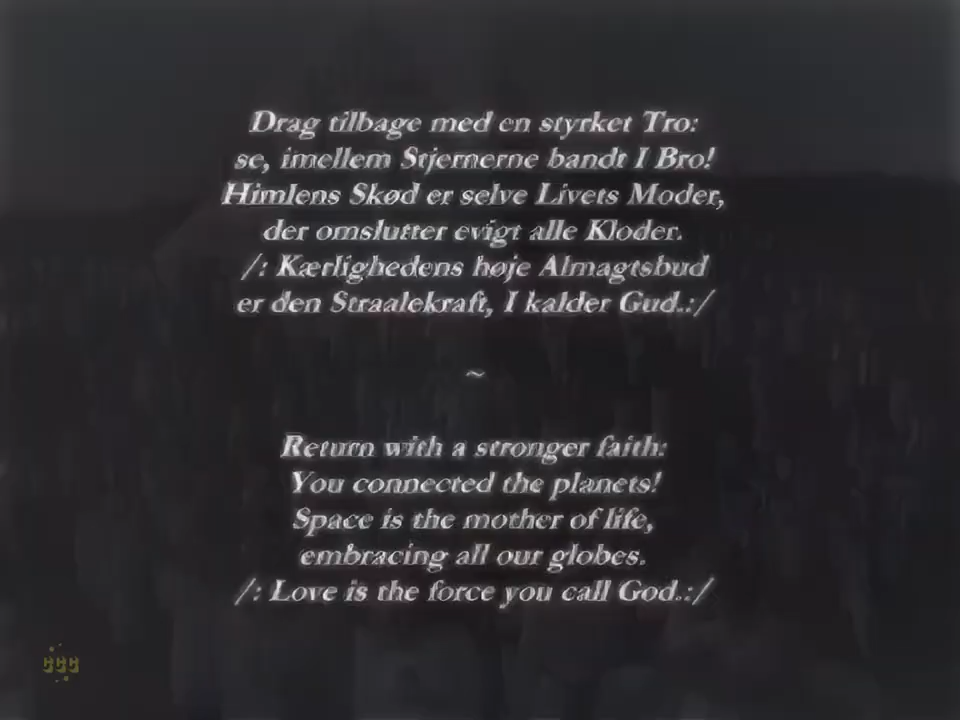 Drag tilbage med en styrket Tro:
se, imellem Stjernerne bandt I Bro!
Himlens Skød er selve Livets Moder,
der omslutter evigt alle Kloder.
/: Kærlighedens høje Almagtsbud
er den Straalekraft, I kalder Gud.:/
~
Return with a stronger faith:
You connected the planets!
Space is the mother of life,
embracing all our globes.
/: Love is the force you call God.:/
CCC